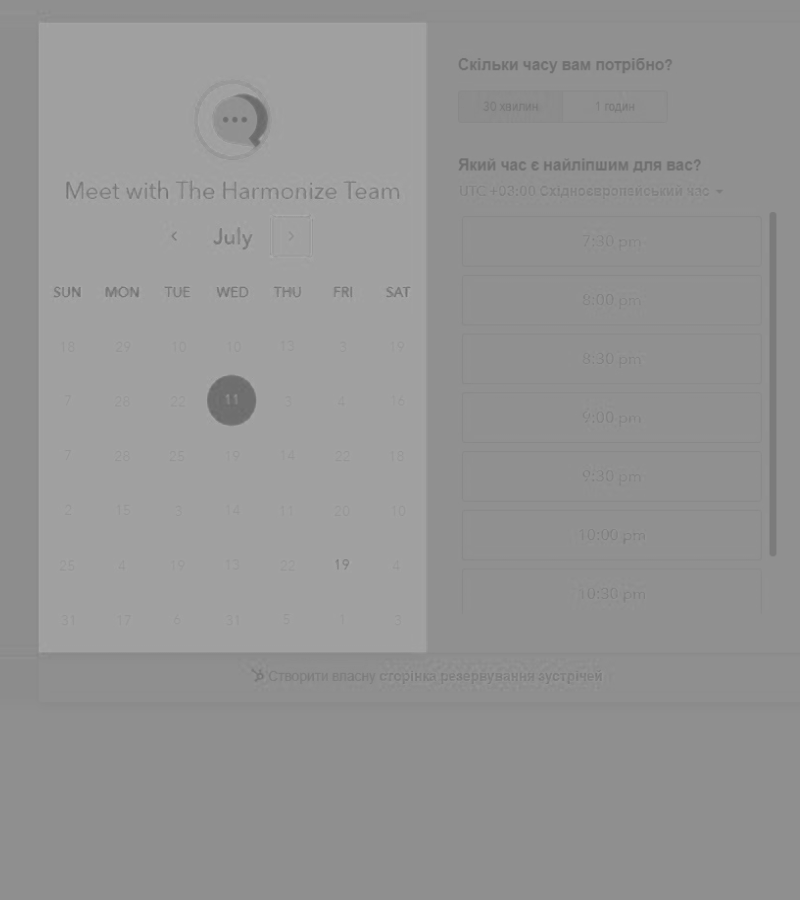 Meet with The Harmonize Team
July
SUN MON TUE WED THU FRI SAT
18 29 10 10 13 3 19
7 28 22 11 3 4 16
7 28 25 19 14 22 18
2 15 3 14 11 20 10
25 4 19 13 22 19 4
31 17 6 31 5 1 3
Скільки часу вам потрібно?
30 хвилин 1 годин
Який час є найліпшим для вас?
UTC +03:00 Східноєвропейський час
7:30 pm
8:00 pm
8:30 pm
9:00 pm
9:30 pm
10:00 pm
10:30 pm
Створити власну сторінка резервування зустрічей